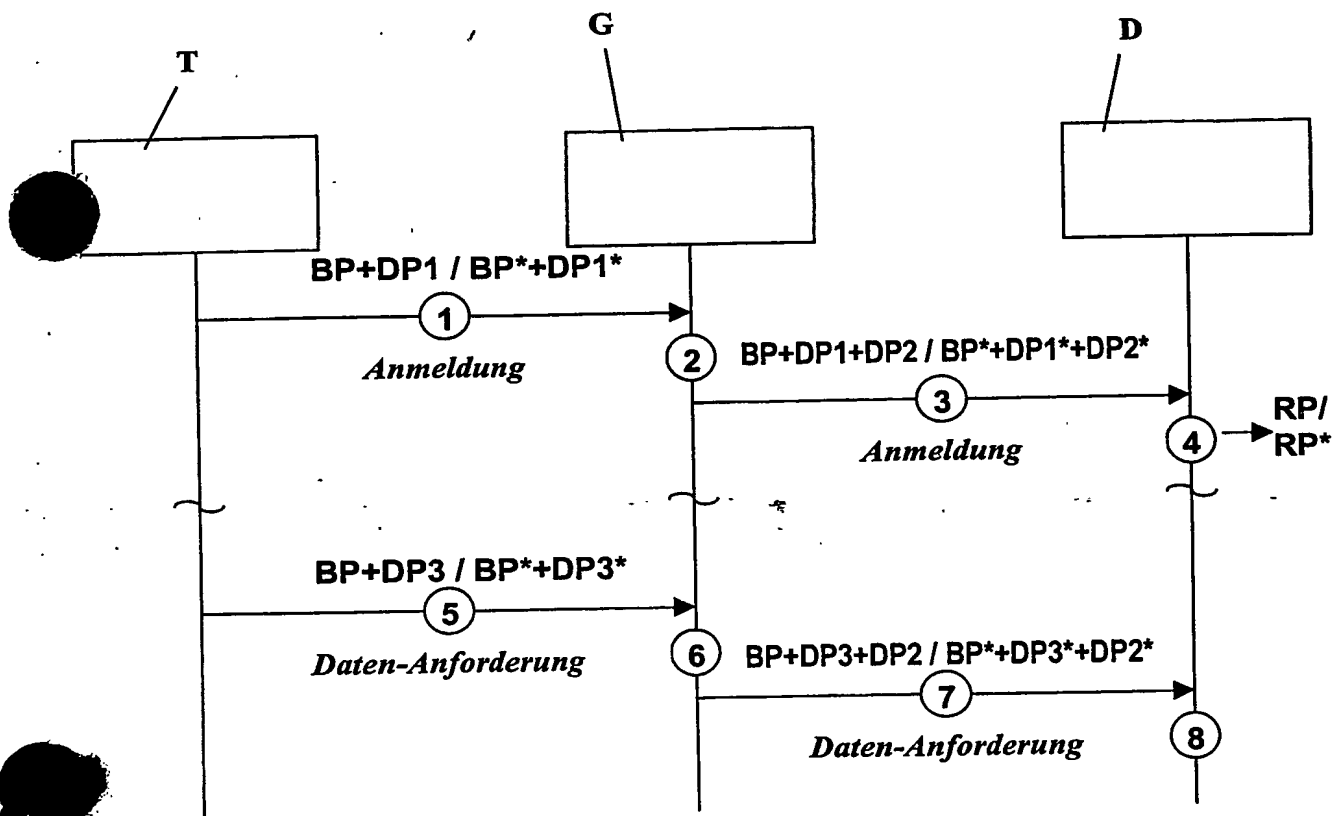 G
D
T
BP+DP1 / BP*+DP1*
1
Anmeldung
2
BP+DP1+DP2 / BP*+DP1*+DP2*
3
Anmeldung
4
RP/
RP*
BP+DP3 / BP*+DP3*
5
Daten-Anforderung
6
BP+DP3+DP2 / BP*+DP3*+DP2*
7
Daten-Anforderung
8